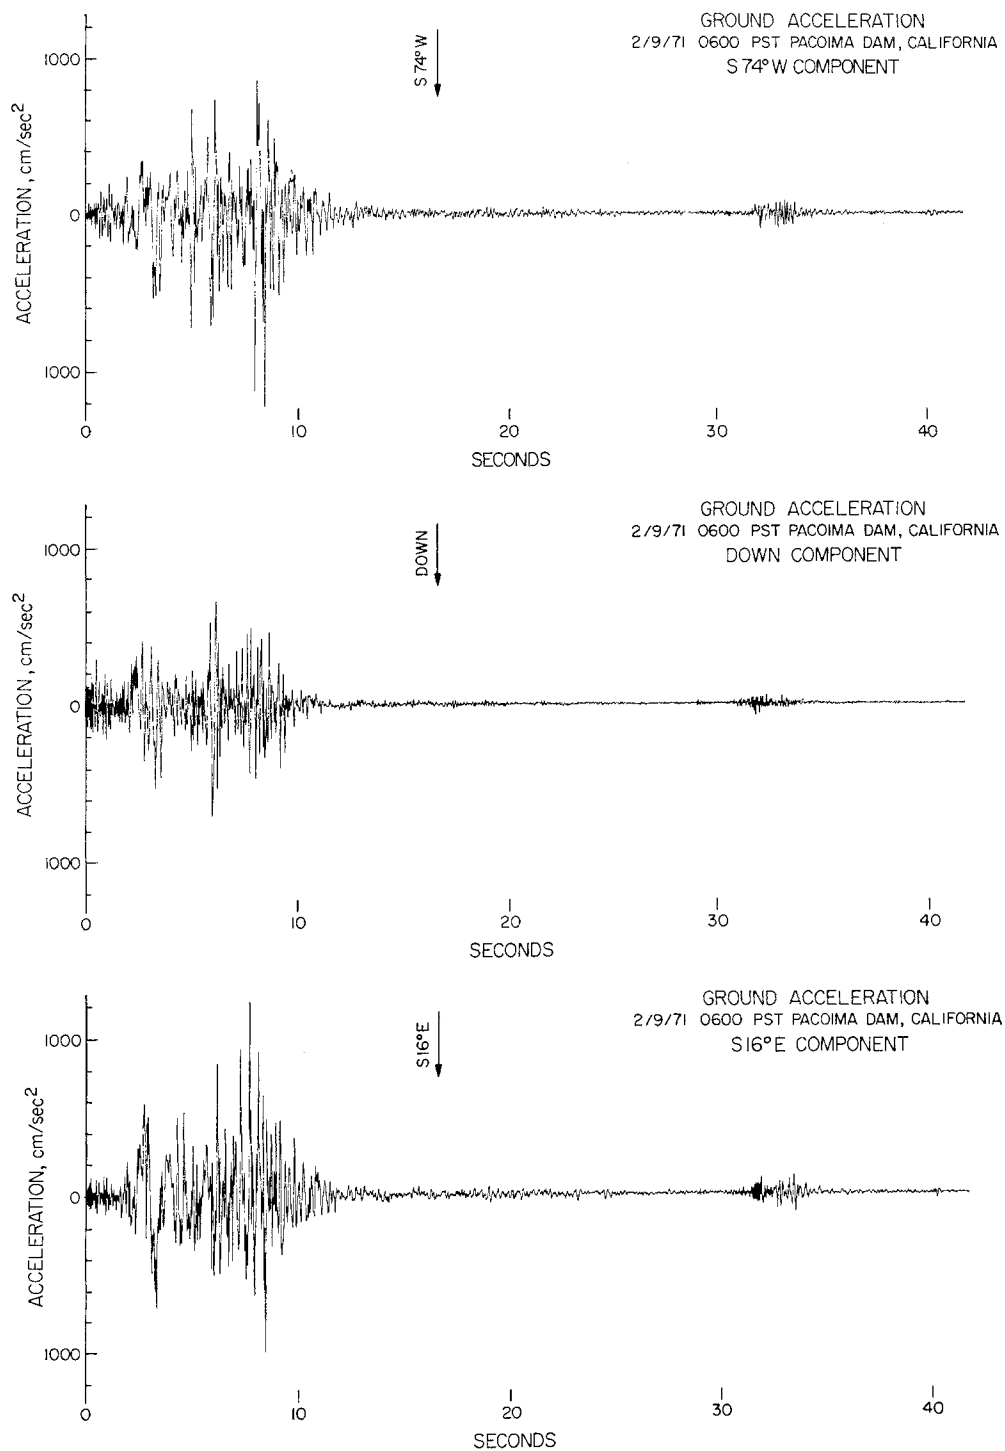 GROUND ACCELERATION
2/9/71 0600 PST PACOIMA DAM, CALIFORNIA
S 74° W COMPONENT
S 74° W
ACCELERATION, cm/sec²
1000
0
1000
0 10 20 30 40
SECONDS
GROUND ACCELERATION
2/9/71 0600 PST PACOIMA DAM, CALIFORNIA
DOWN COMPONENT
DOWN
ACCELERATION, cm/sec²
1000
0
1000
0 10 20 30 40
SECONDS
GROUND ACCELERATION
2/9/71 0600 PST PACOIMA DAM, CALIFORNIA
S16°E COMPONENT
S16°E
ACCELERATION, cm/sec²
1000
0
1000
0 10 20 30 40
SECONDS